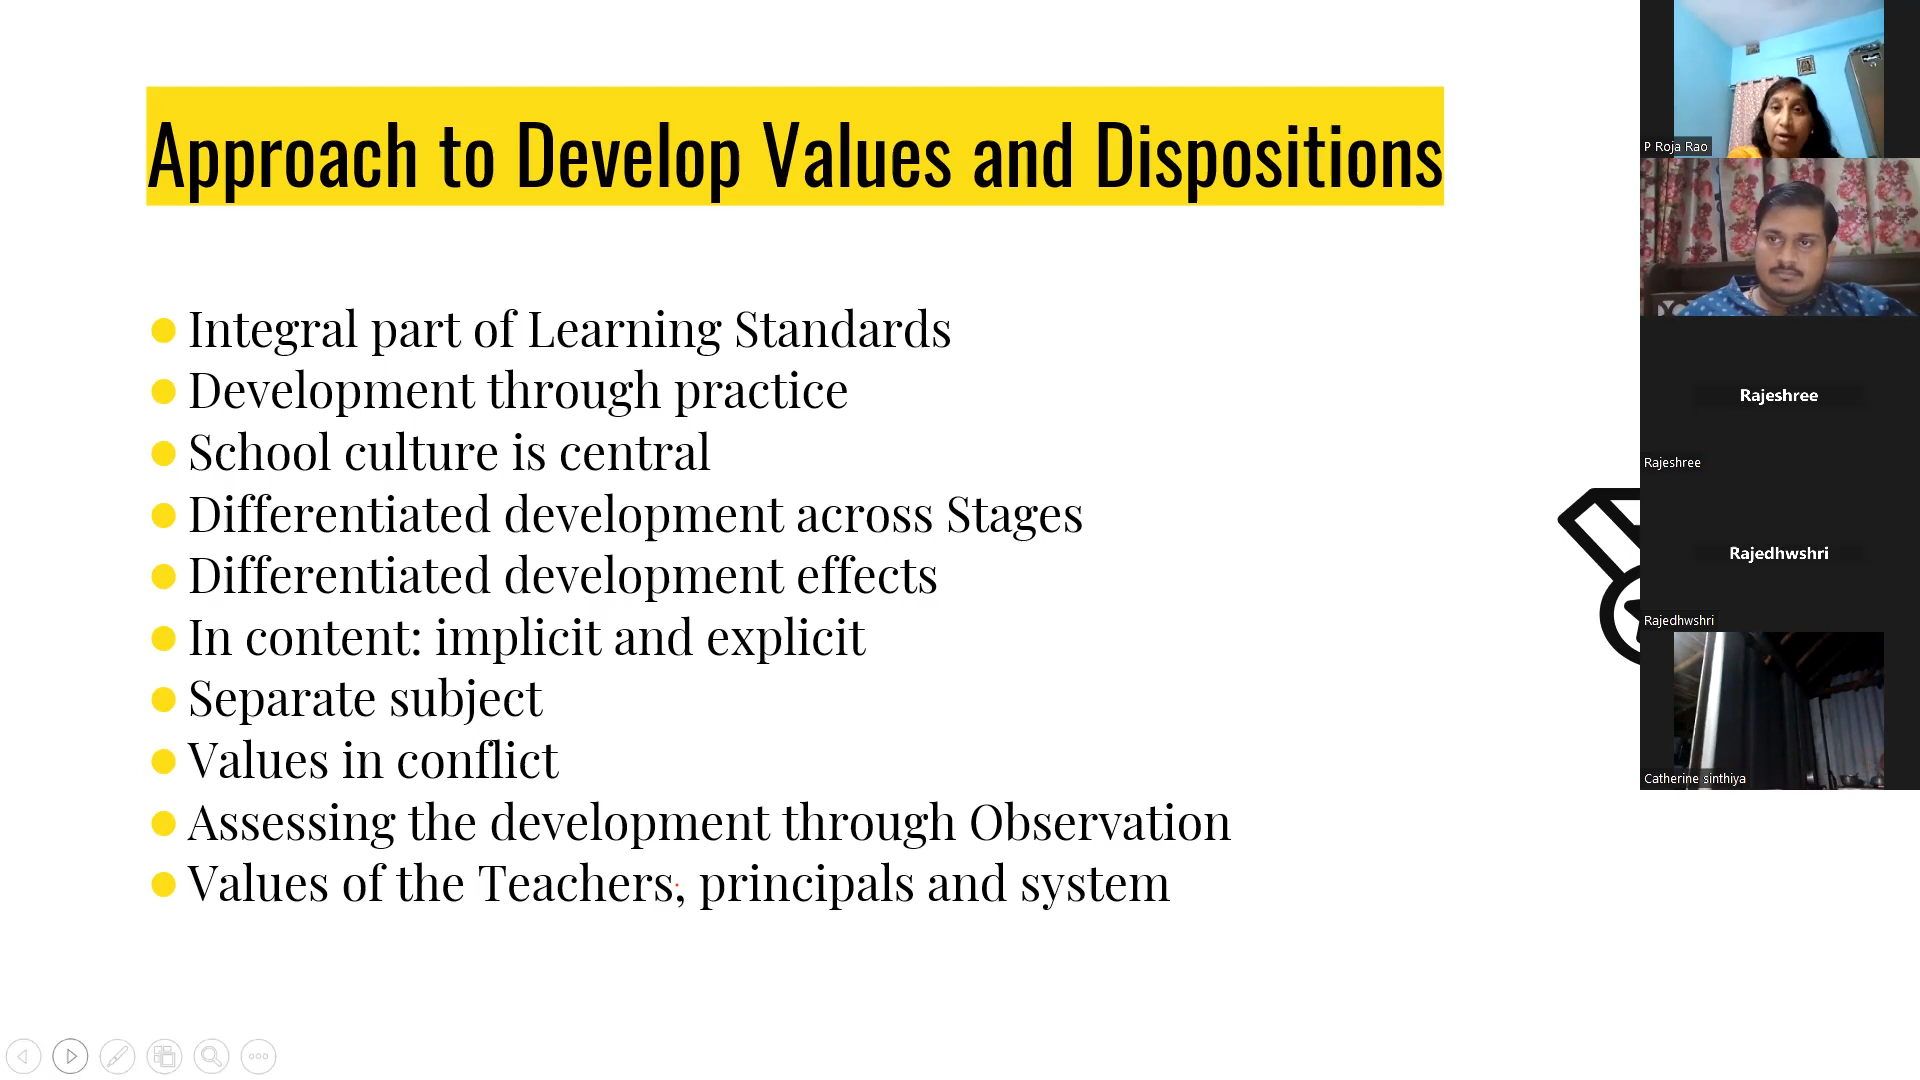 Approach to Develop Values and Dispositions
Integral part of Learning Standards
Development through practice
School culture is central
Differentiated development across Stages
Differentiated development effects
In content: implicit and explicit
Separate subject
Values in conflict
Assessing the development through Observation
Values of the Teachers, principals and system
P Roja Rao
Rajeshree
Rajeshree
Rajedhwshri
Rajedhwshri
Catherine sinthiya